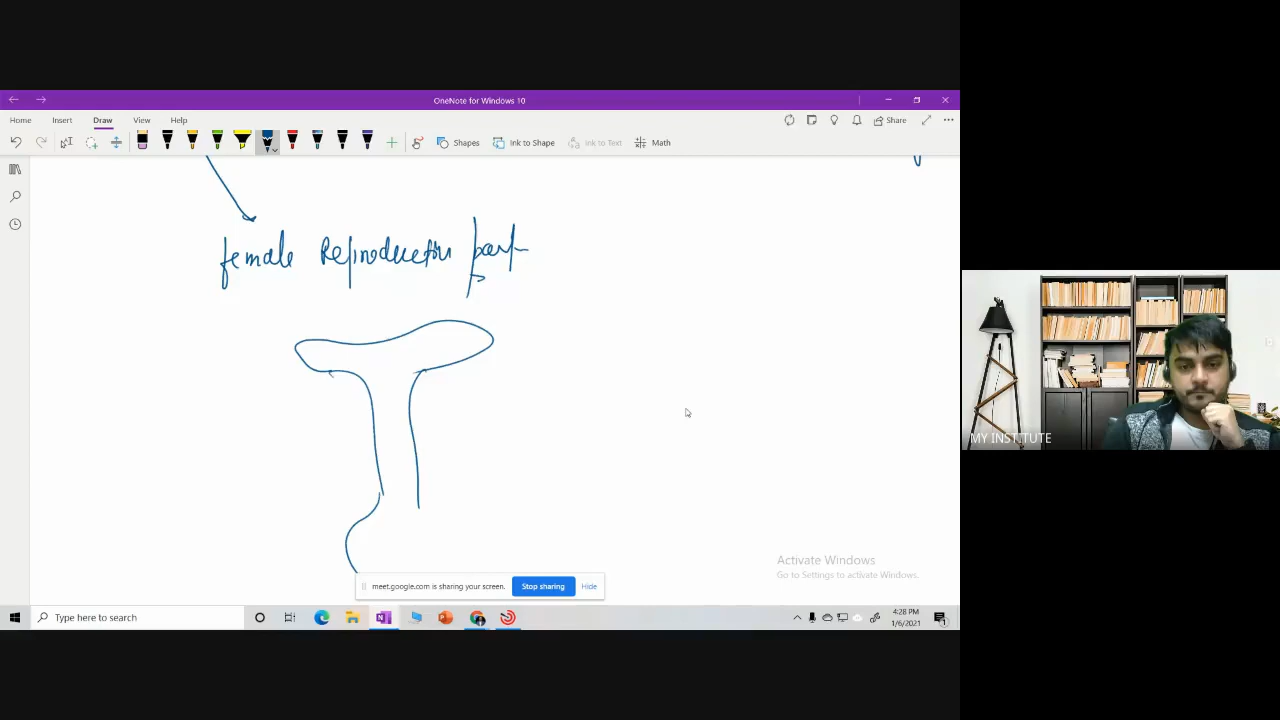 OneNote for Windows 10
Home Insert Draw View Help Share
Shapes Ink to Shape Ink to Text Math
female Reproductive part
MY INSTITUTE
Activate Windows
Go to Settings to activate Windows.
meet.google.com is sharing your screen. Stop sharing Hide
Type here to search
4:28 PM
1/6/2021